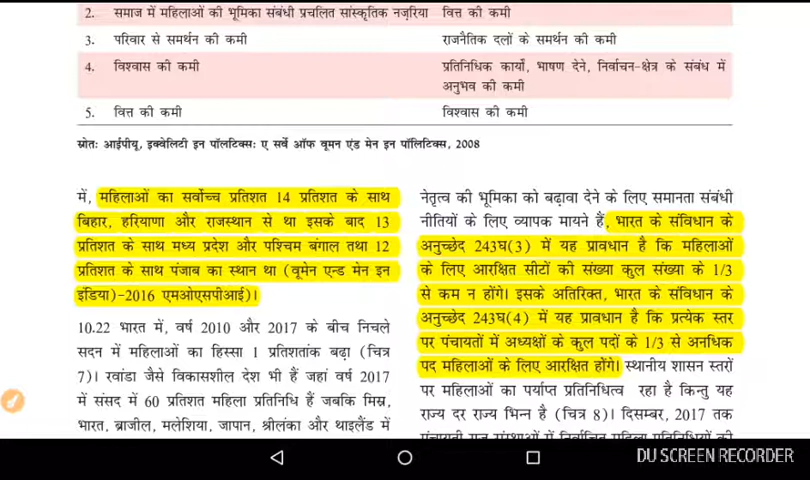 2. समाज में महिलाओं की भूमिका संबंधी प्रचलित सांस्कृतिक नज़रिया वित्त की कमी
3. परिवार से समर्थन की कमी राजनैतिक दलों के समर्थन की कमी
4. विश्वास की कमी प्रतिनिधिक कार्यों, भाषण देने, निर्वाचन-क्षेत्र के संबंध में
अनुभव की कमी
5. वित्त की कमी विश्वास की कमी
स्रोतः आईपीयू, इक्वेलिटी इन पॉलटिक्सः ए सर्वे ऑफ वूमन एंड मेन इन पॉलिटिक्स, 2008
में, महिलाओं का सर्वोच्च प्रतिशत 14 प्रतिशत के साथ
बिहार, हरियाणा और राजस्थान से था इसके बाद 13
प्रतिशत के साथ मध्य प्रदेश और पश्चिम बंगाल तथा 12
प्रतिशत के साथ पंजाब का स्थान था (वूमेन एन्ड मेन इन
इंडिया)-2016 एमओएसपीआई)।
10.22 भारत में, वर्ष 2010 और 2017 के बीच निचले
सदन में महिलाओं का हिस्सा 1 प्रतिशतांक बढ़ा (चित्र
7)। रवांडा जैसे विकासशील देश भी हैं जहां वर्ष 2017
में संसद में 60 प्रतिशत महिला प्रतिनिधि हैं जबकि मिस्र,
भारत, ब्राजील, मलेशिया, जापान, श्रीलंका और थाइलैंड में
नेतृत्व की भूमिका को बढ़ावा देने के लिए समानता संबंधी
नीतियों के लिए व्यापक मायने हैं, भारत के संविधान के
अनुच्छेद 243घ(3) में यह प्रावधान है कि महिलाओं
के लिए आरक्षित सीटों की संख्या कुल संख्या के 1/3
से कम न होंगे। इसके अतिरिक्त, भारत के संविधान के
अनुच्छेद 243घ(4) में यह प्रावधान है कि प्रत्येक स्तर
पर पंचायतों में अध्यक्षों के कुल पदों के 1/3 से अनधिक
पद महिलाओं के लिए आरक्षित होंगे। स्थानीय शासन स्तरों
पर महिलाओं का पर्याप्त प्रतिनिधित्व रहा है किन्तु यह
राज्य दर राज्य भिन्न है (चित्र 8)। दिसम्बर, 2017 तक
पंचायती राज संस्थाओं में निर्वाचित महिला प्रतिनिधियों की
DU SCREEN RECORDER